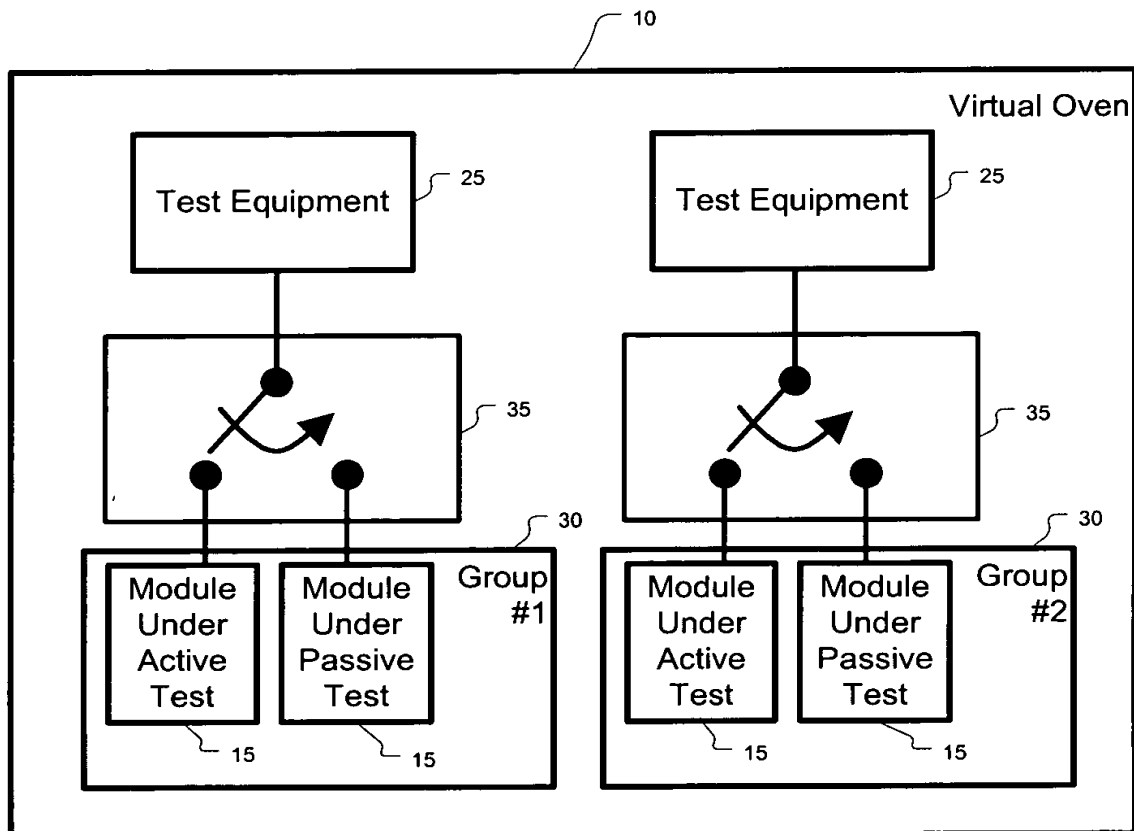 10
Virtual Oven
Test Equipment
25
Test Equipment
25
35
35
30
30
Group
#1
Module
Under
Active
Test
Module
Under
Passive
Test
Group
#2
Module
Under
Active
Test
Module
Under
Passive
Test
15
15
15
15